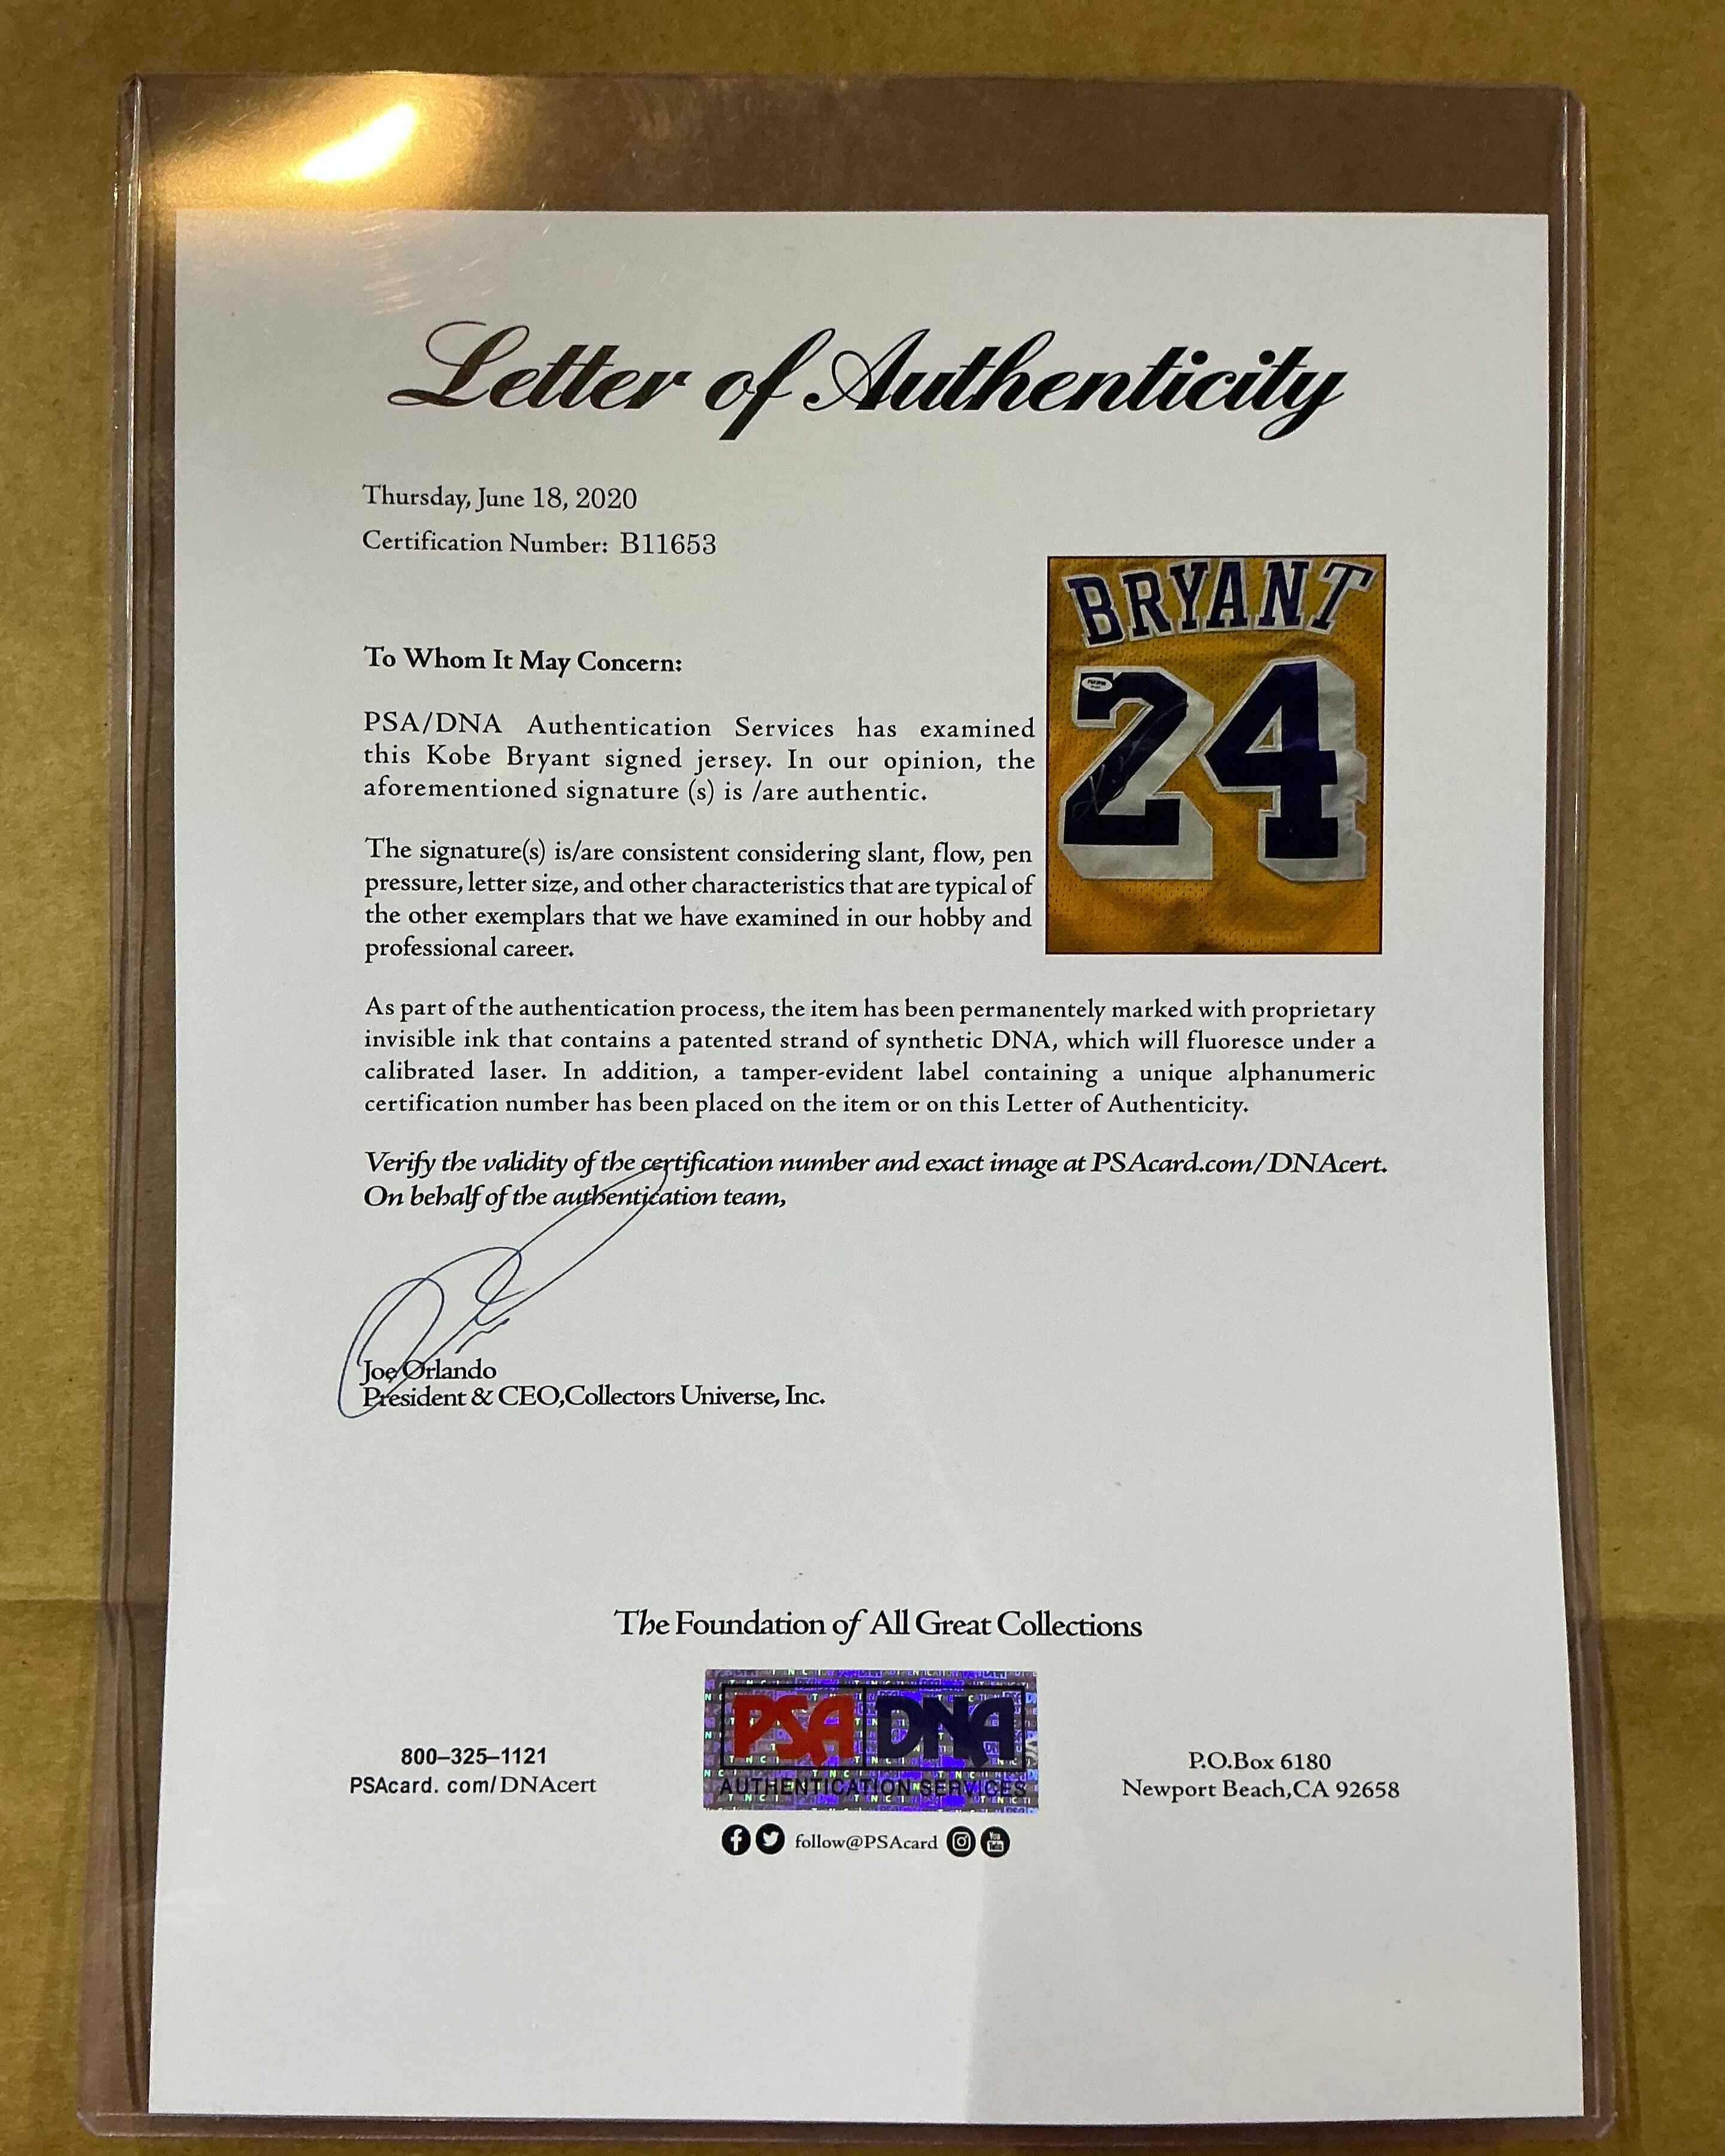 Letter of Authenticity
Thursday, June 18, 2020
Certification Number: B11653
BRYANT
24
To Whom It May Concern:
PSA/DNA Authentication Services has examined
this Kobe Bryant signed jersey. In our opinion, the
aforementioned signature (s) is /are authentic.
The signature(s) is/are consistent considering slant, flow, pen
pressure, letter size, and other characteristics that are typical of
the other exemplars that we have examined in our hobby and
professional career.
As part of the authentication process, the item has been permanently marked with proprietary
invisible ink that contains a patented strand of synthetic DNA, which will fluoresce under a
calibrated laser. In addition, a tamper-evident label containing a unique alphanumeric
certification number has been placed on the item or on this Letter of Authenticity.
Verify the validity of the certification number and exact image at PSAcard.com/DNAcert.
On behalf of the authentication team,
Joe Orlando
President & CEO,Collectors Universe, Inc.
The Foundation of All Great Collections
PSA DNA
AUTHENTICATION SERVICES
800-325-1121
PSAcard. com/DNAcert
P.O.Box 6180
Newport Beach,CA 92658
follow@PSAcard